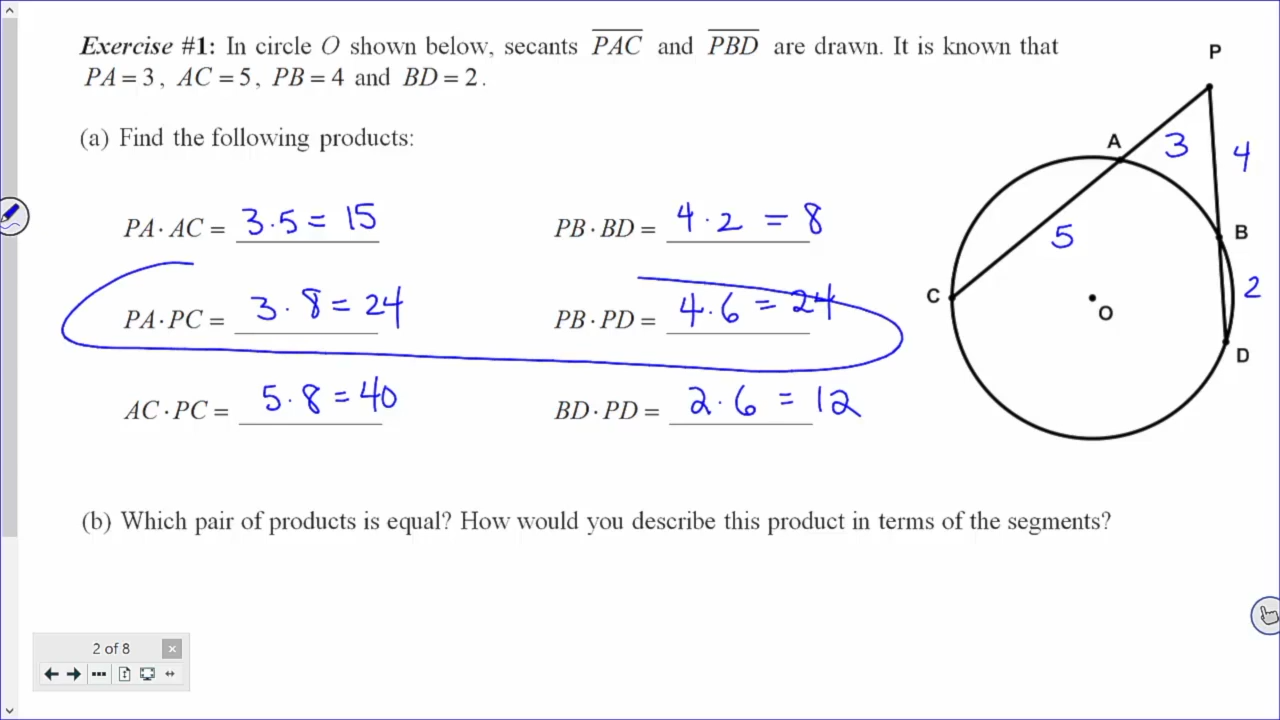 Exercise #1: In circle O shown below, secants PAC and PBD are drawn. It is known that
PA = 3, AC = 5, PB = 4 and BD = 2.
(a) Find the following products:
PA · AC = 3 · 5 = 15
PB · BD = 4 · 2 = 8
PA · PC = 3 · 8 = 24
PB · PD = 4 · 6 = 24
AC · PC = 5 · 8 = 40
BD · PD = 2 · 6 = 12
(b) Which pair of products is equal? How would you describe this product in terms of the segments?
P
A
3
4
5
B
C
O
2
D
2 of 8